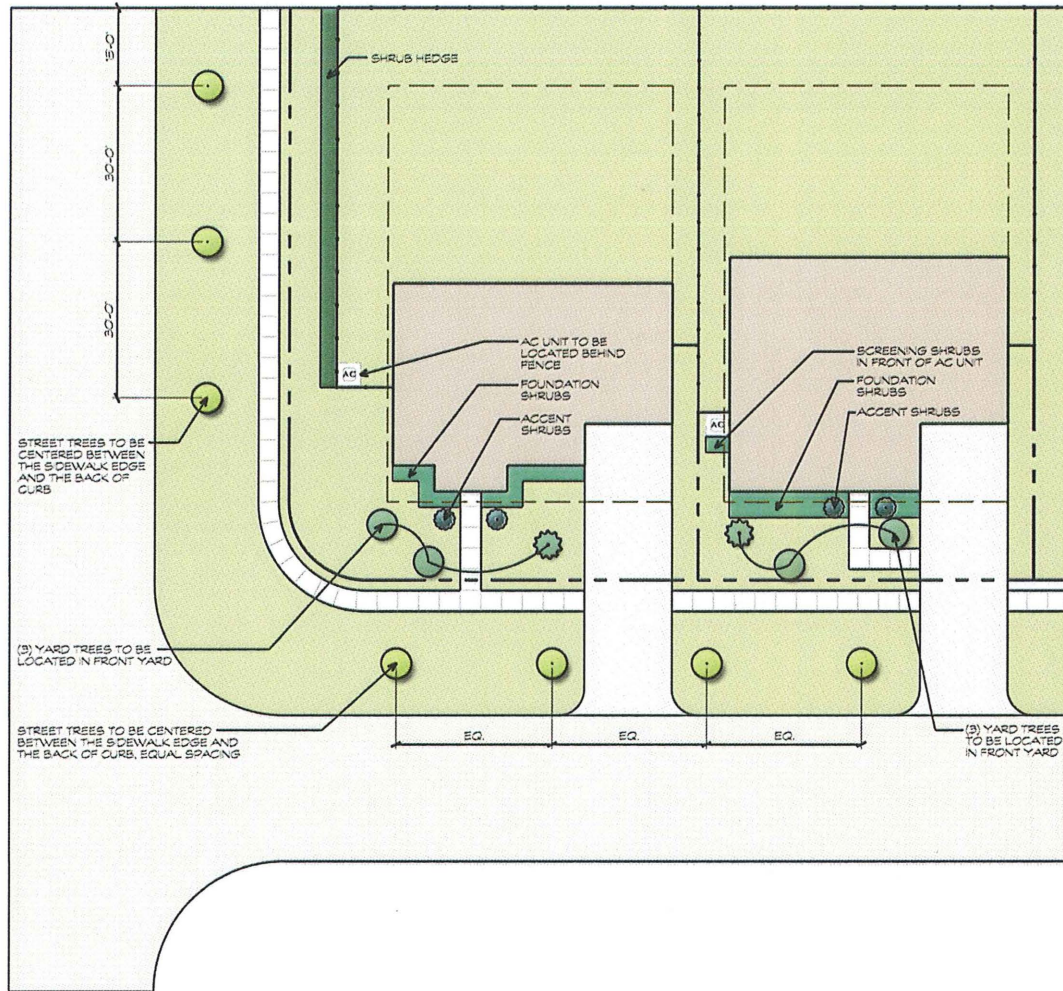 15'-0"
SHRUB HEDGE
30'-0"
30'-0"
AC UNIT TO BE
LOCATED BEHIND
FENCE
FOUNDATION
SHRUBS
ACCENT
SHRUBS
AC
SCREENING SHRUBS
IN FRONT OF AC UNIT
FOUNDATION
SHRUBS
ACCENT SHRUBS
AC
STREET TREES TO BE
CENTERED BETWEEN
THE SIDEWALK EDGE
AND THE BACK OF
CURB
(3) YARD TREES TO BE
LOCATED IN FRONT YARD
STREET TREES TO BE CENTERED
BETWEEN THE SIDEWALK EDGE AND
THE BACK OF CURB, EQUAL SPACING
EQ.
EQ.
EQ.
(3) YARD TREES
TO BE LOCATED
IN FRONT YARD